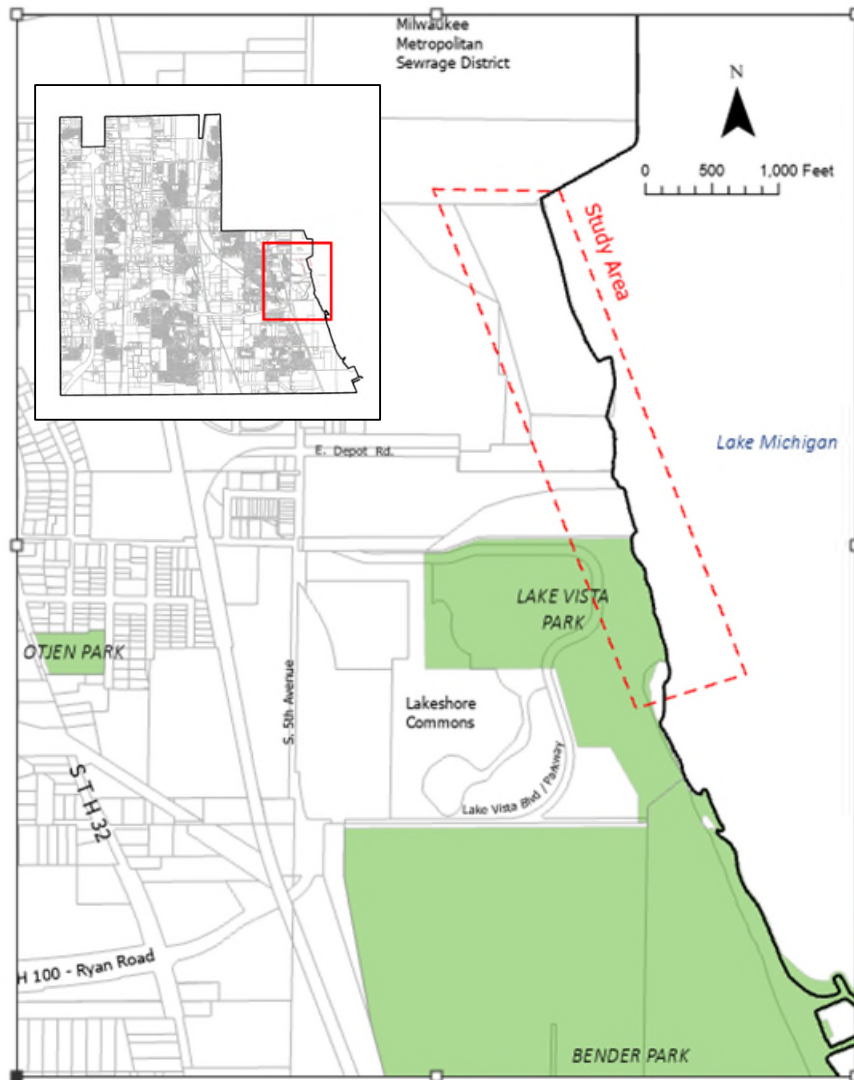 Milwaukee
Metropolitan
Sewrage District
N
0 500 1,000 Feet
Study Area
Lake Michigan
E. Depot Rd.
LAKE VISTA
PARK
OTJEN PARK
S. 5th Avenue
Lakeshore
Commons
Lake Vista Blvd / Parkway
S T H 32
H 100 - Ryan Road
BENDER PARK